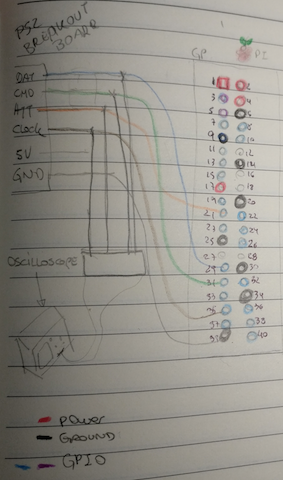 PS2
BREAKOUT
BOARD
GP
PI
DAT
CMD
ATT
CLOCK
5V
GND
OSCILLOSCOPE
1 2
3 4
5 6
7 8
9 10
11 12
13 14
15 16
17 18
19 20
21 22
23 24
25 26
27 28
29 30
31 32
33 34
35 36
37 38
39 40
POWER
GROUND
GPIO